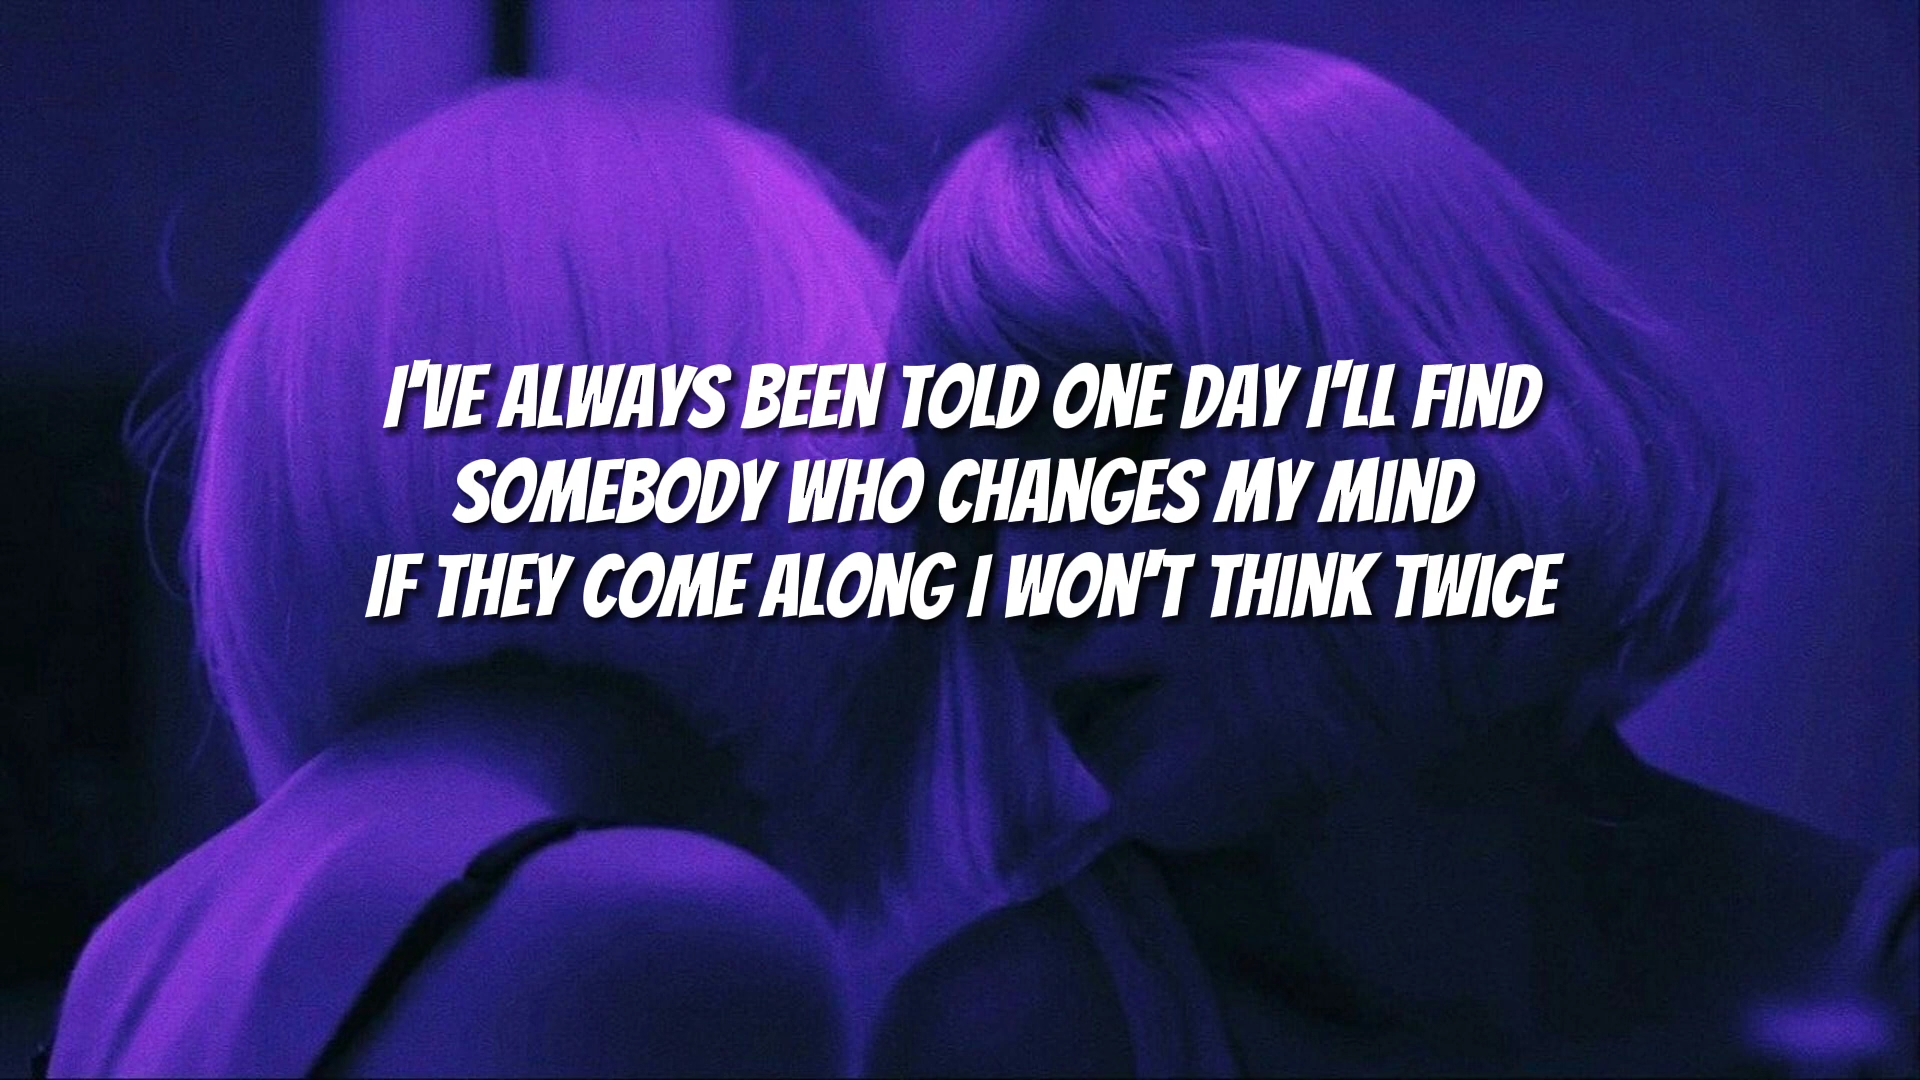 I'VE ALWAYS BEEN TOLD ONE DAY I'LL FIND
SOMEBODY WHO CHANGES MY MIND
IF THEY COME ALONG I WON'T THINK TWICE